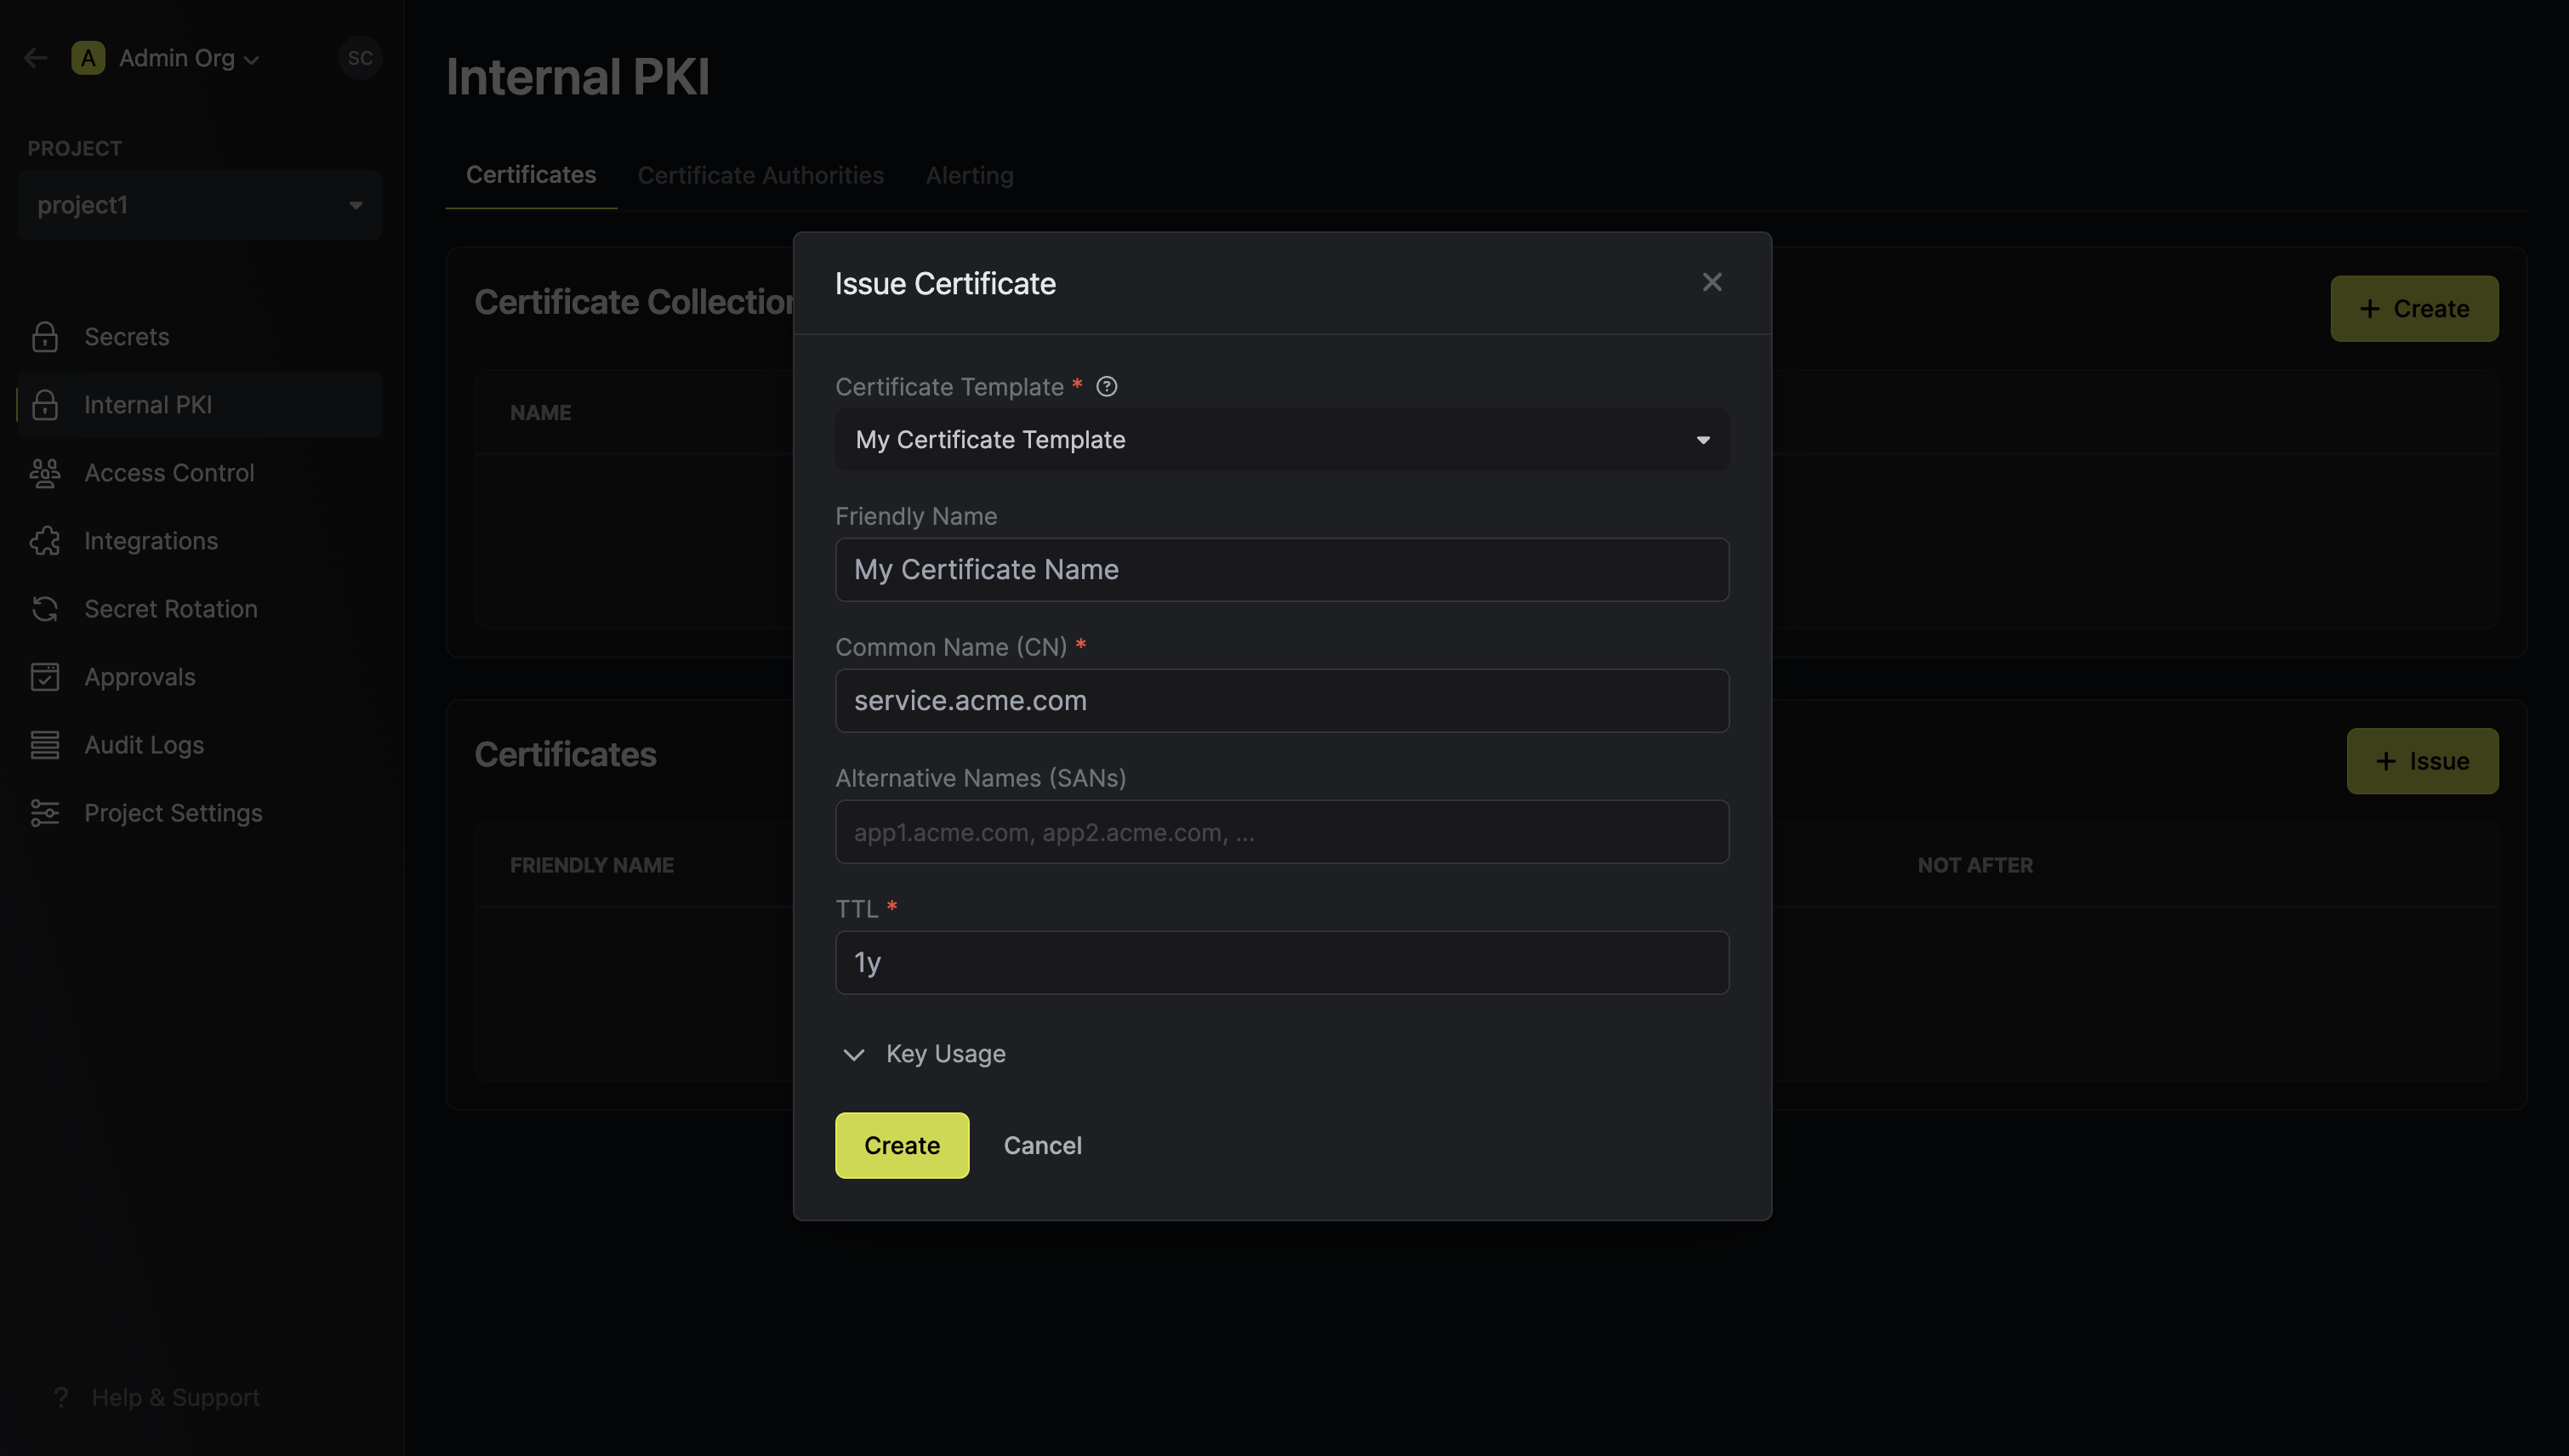 A Admin Org
SC
PROJECT
project1
Secrets
Internal PKI
Access Control
Integrations
Secret Rotation
Approvals
Audit Logs
Project Settings
? Help & Support
Internal PKI
Certificates Certificate Authorities Alerting
Certificate Collection
+ Create
NAME
Certificates
+ Issue
FRIENDLY NAME
NOT AFTER
Issue Certificate
Certificate Template *
My Certificate Template
Friendly Name
My Certificate Name
Common Name (CN) *
service.acme.com
Alternative Names (SANs)
app1.acme.com, app2.acme.com, ...
TTL *
1y
Key Usage
Create Cancel